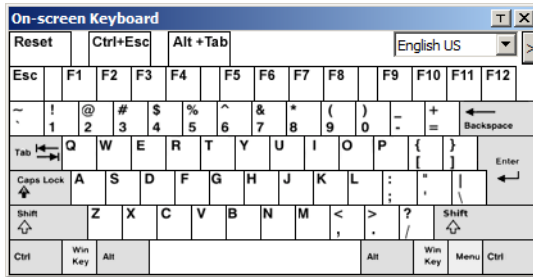 On-screen Keyboard T X
Reset Ctrl+Esc Alt +Tab English US >
Esc F1 F2 F3 F4 F5 F6 F7 F8 F9 F10 F11 F12
~ ! @ # $ % ^ & * ( ) _ +
` 1 2 3 4 5 6 7 8 9 0 - = Backspace
Tab Q W E R T Y U I O P { }
[ ] Enter
Caps Lock A S D F G H J K L : " |
; ' \
Shift Z X C V B N M < > ? Shift
, . /
Ctrl Win Key Alt Alt Win Key Menu Ctrl